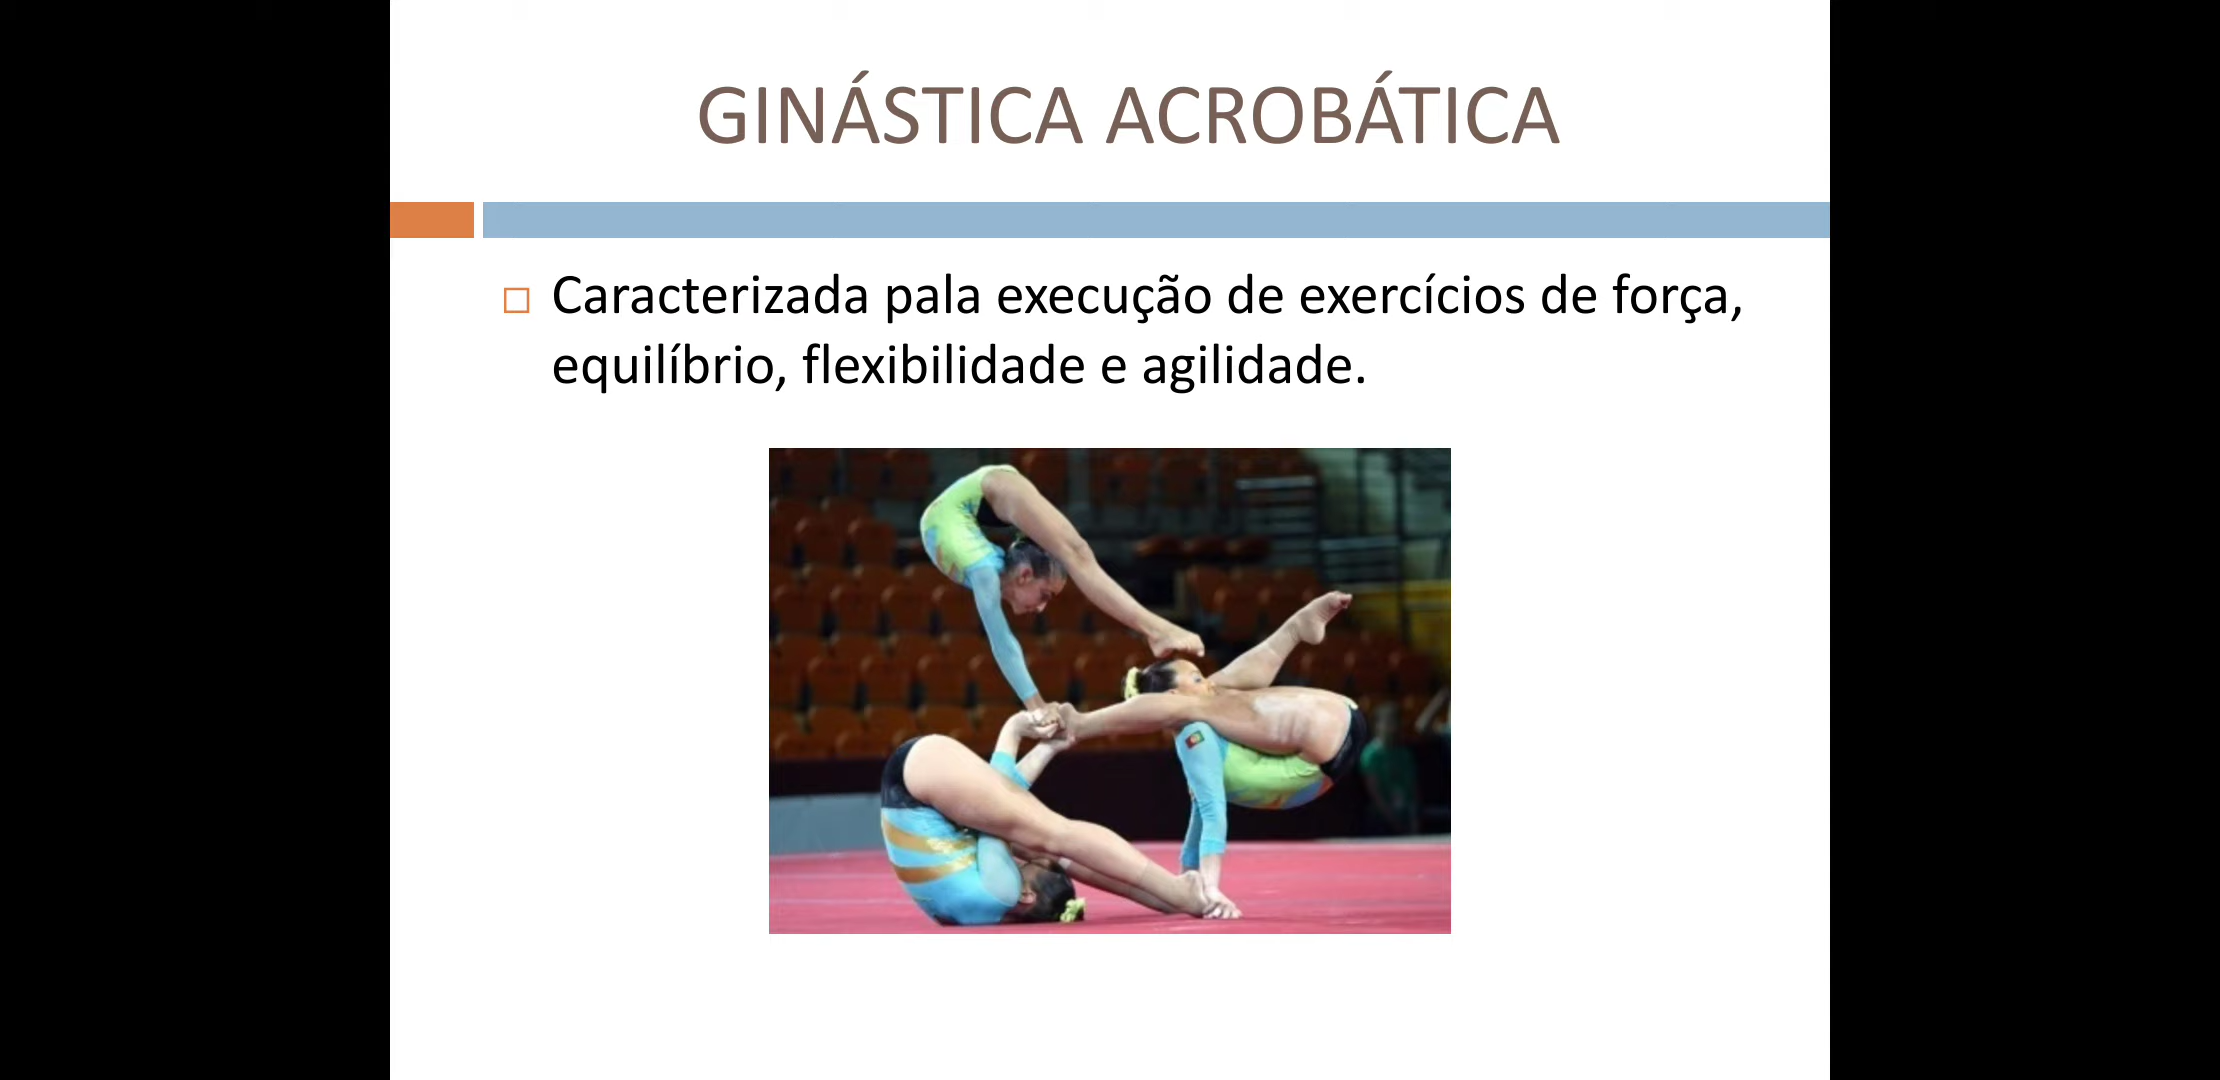 GINÁSTICA ACROBÁTICA
Caracterizada pala execução de exercícios de força,
equilíbrio, flexibilidade e agilidade.